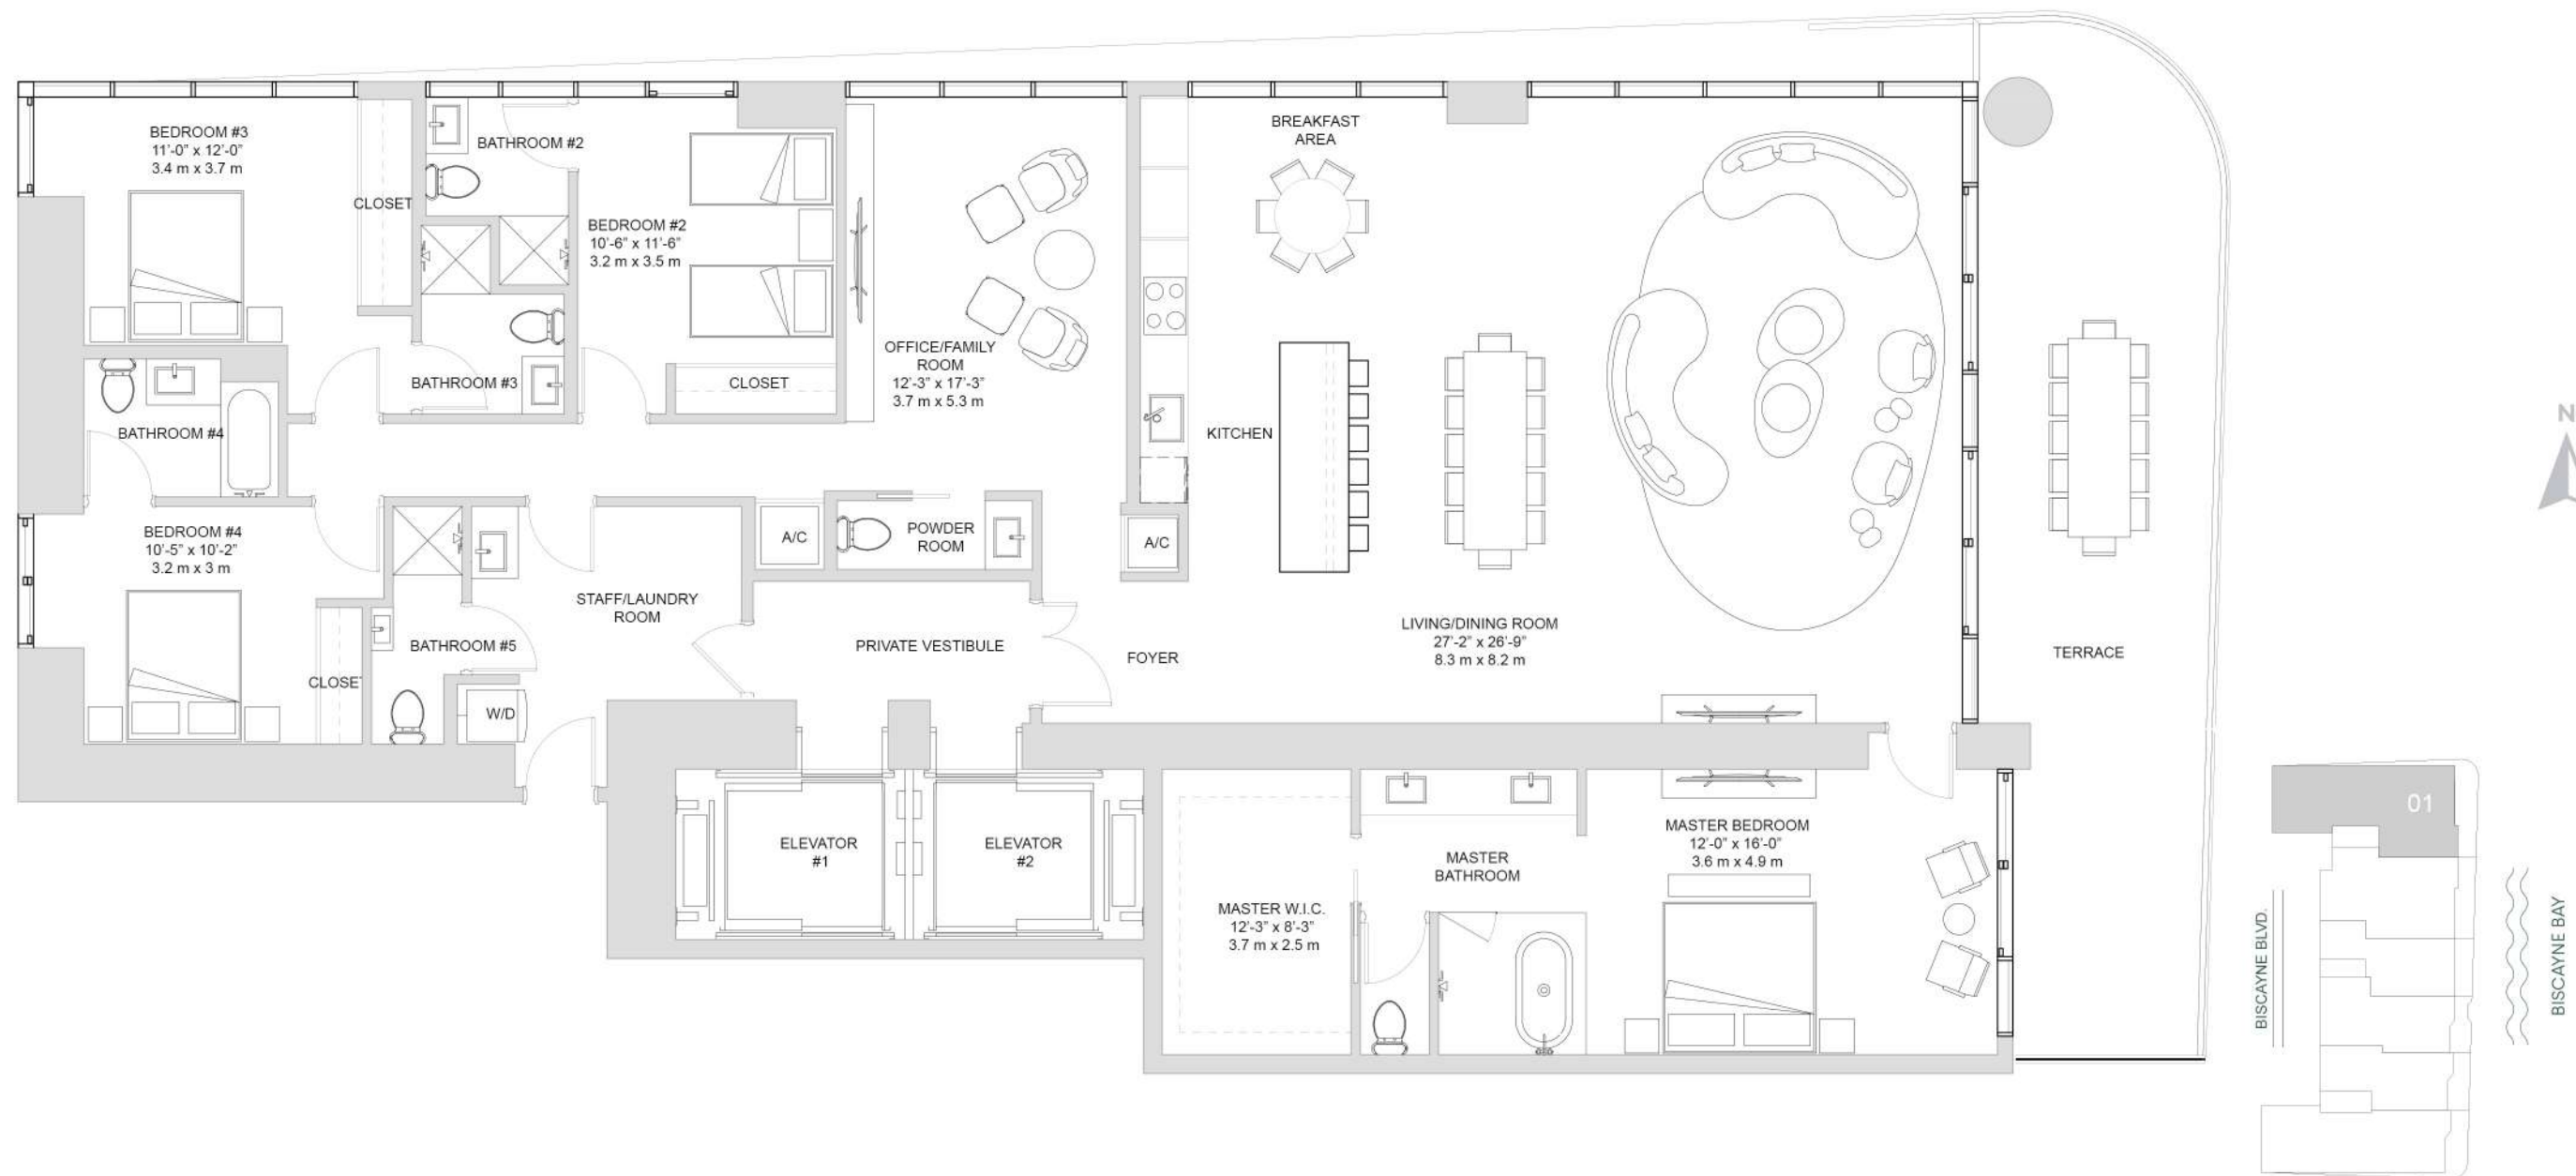 BEDROOM #3
11'-0" x 12'-0"
3.4 m x 3.7 m
CLOSET
BATHROOM #2
BEDROOM #2
10'-6" x 11'-6"
3.2 m x 3.5 m
CLOSET
BATHROOM #3
BATHROOM #4
OFFICE/FAMILY
ROOM
12'-3" x 17'-3"
3.7 m x 5.3 m
BREAKFAST
AREA
KITCHEN
BEDROOM #4
10'-5" x 10'-2"
3.2 m x 3 m
CLOSE
BATHROOM #5
W/D
STAFF/LAUNDRY
ROOM
A/C
POWDER
ROOM
A/C
PRIVATE VESTIBULE
FOYER
LIVING/DINING ROOM
27'-2" x 26'-9"
8.3 m x 8.2 m
TERRACE
ELEVATOR
#1
ELEVATOR
#2
MASTER W.I.C.
12'-3" x 8'-3"
3.7 m x 2.5 m
MASTER
BATHROOM
MASTER BEDROOM
12'-0" x 16'-0"
3.6 m x 4.9 m
N
01
BISCAYNE BLVD.
BISCAYNE BAY